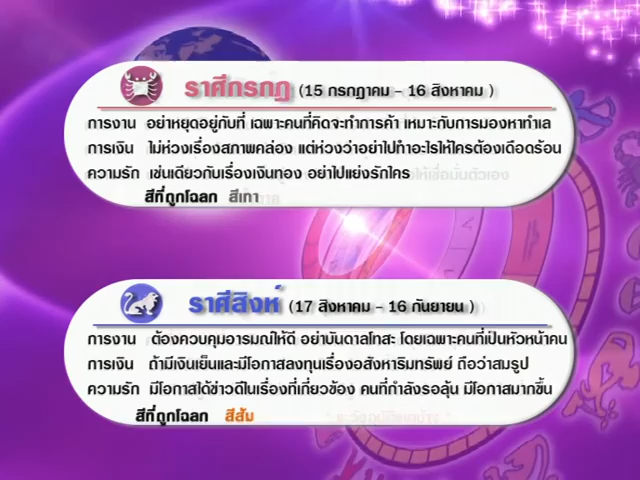 ราศีกรกฎ (15 กรกฎาคม - 16 สิงหาคม )
การงาน อย่าหยุดอยู่กับที่ เฉพาะคนที่คิดจะทำการค้า เหมาะกับการมองหาทำเล
การเงิน ไม่ห่วงเรื่องสภาพคล่อง แต่ห่วงว่าอย่าไปก็อะไรให้ใครต้องเดือดร้อน
ความรัก เช่นเดียวกับเรื่องเงินทอง อย่าไปแย่งรักใคร
สีที่ถูกโฉลก สีเทา
ราศีสิงห์ (17 สิงหาคม - 16 กันยายน )
การงาน ต้องควบคุมอารมณ์ให้ดี อย่าบันดาลโทสะ โดยเฉพาะคนที่เป็นหัวหน้าคน
การเงิน ถ้ามีเงินเย็นและมีโอกาสลงทุนเรื่องอสังหาริมทรัพย์ ถือว่าสมรูป
ความรัก มีโอกาสได้ข่าวดีในเรื่องที่เกี่ยวข้อง คนที่กำลังรอลุ้น มีโอกาสมากขึ้น
สีที่ถูกโฉลก สีส้ม